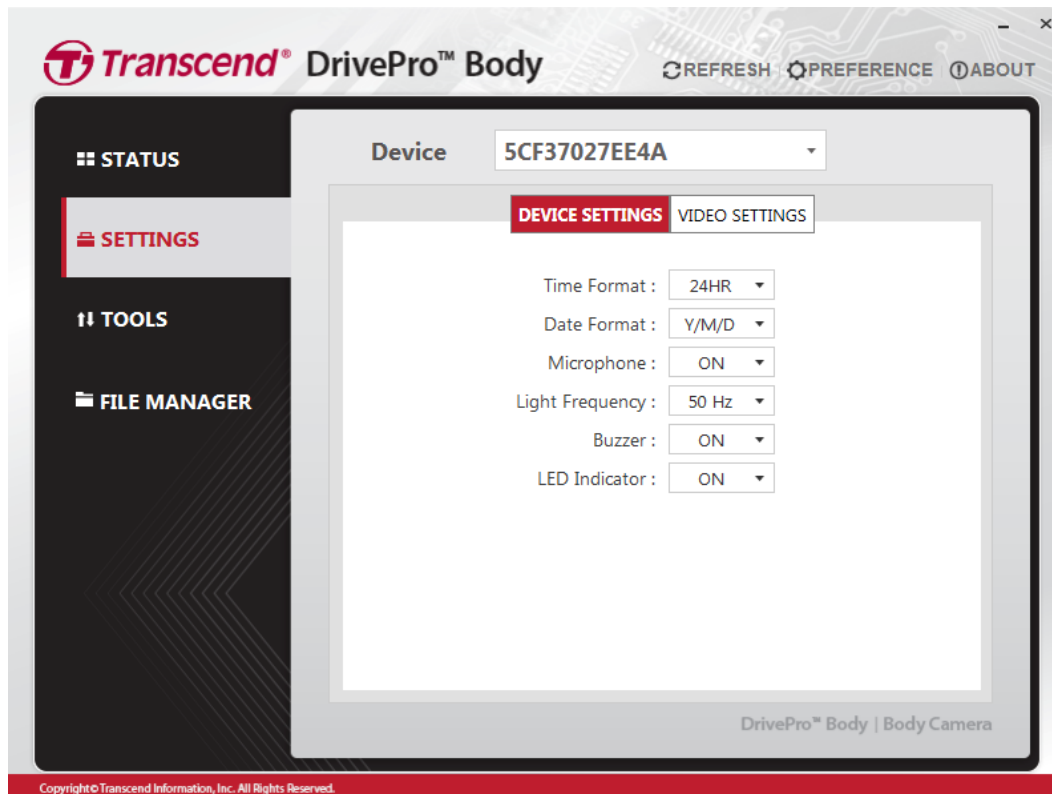 Transcend® DrivePro™ Body
REFRESH PREFERENCE ABOUT
STATUS
SETTINGS
TOOLS
FILE MANAGER
Device 5CF37027EE4A
DEVICE SETTINGS VIDEO SETTINGS
Time Format : 24HR
Date Format : Y/M/D
Microphone : ON
Light Frequency : 50 Hz
Buzzer : ON
LED Indicator : ON
DrivePro™ Body | Body Camera
Copyright© Transcend Information, Inc. All Rights Reserved.